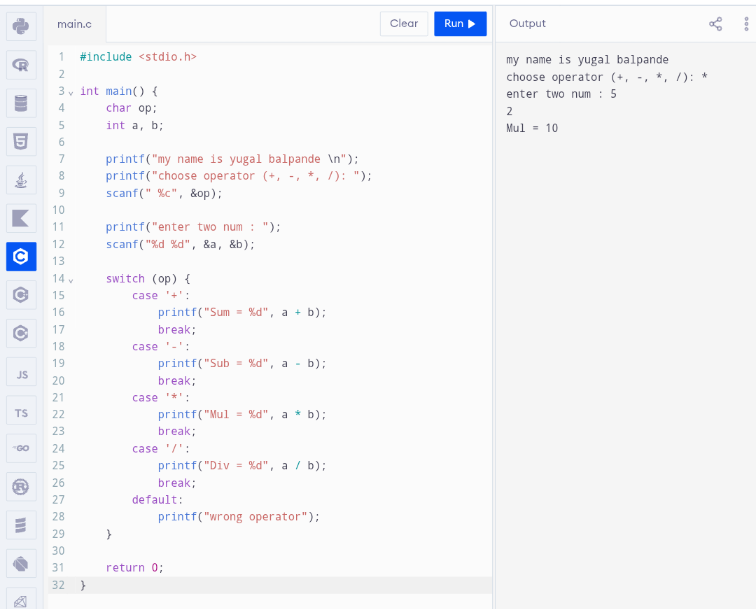 main.c
Clear
Run
Output
1 #include <stdio.h>
2
3 int main() {
4     char op;
5     int a, b;
6
7     printf("my name is yugal balpande \n");
8     printf("choose operator (+, -, *, /): ");
9     scanf(" %c", &op);
10
11     printf("enter two num : ");
12     scanf("%d %d", &a, &b);
13
14     switch (op) {
15         case '+':
16             printf("Sum = %d", a + b);
17             break;
18         case '-':
19             printf("Sub = %d", a - b);
20             break;
21         case '*':
22             printf("Mul = %d", a * b);
23             break;
24         case '/':
25             printf("Div = %d", a / b);
26             break;
27         default:
28             printf("wrong operator");
29     }
30
31     return 0;
32 }
my name is yugal balpande
choose operator (+, -, *, /): *
enter two num : 5
2
Mul = 10
R
5
C
C
C
JS
TS
GO